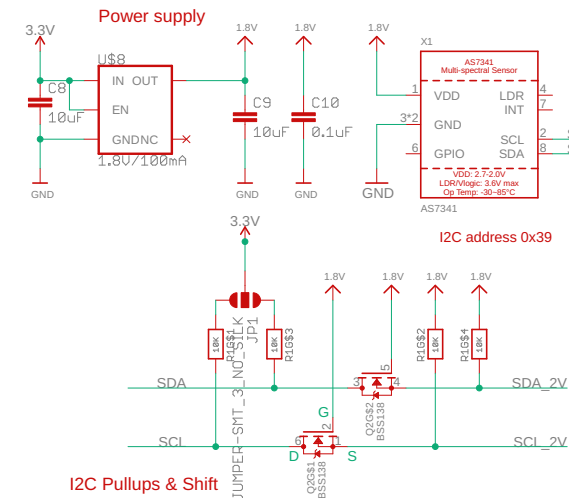 Power supply
3.3V
U$8
IN OUT
EN
GNDNC
1.8V/100mA
C8
10uF
GND
1.8V
C9
10uF
GND
1.8V
C10
0.1uF
GND
1.8V
GND
X1
AS7341
Multi-spectral Sensor
1
VDD
LDR
4
INT
7
3*2
GND
SCL
2
6
GPIO
SDA
8
VDD: 2.7-2.0V
LDR/Vlogic: 3.6V max
Op Temp: -30~85°C
AS7341
I2C address 0x39
3.3V
1.8V
1.8V
1.8V
1.8V
JUMPER-SMT_3_NO_SILK
JP1
10K
R1G$1
10K
R1G$3
10K
R1G$2
10K
R1G$4
SDA
3
5
4
Q2G$2
BSS138
SDA_2V
G
2
SCL
6
1
D
S
Q2G$1
BSS138
SCL_2V
I2C Pullups & Shift